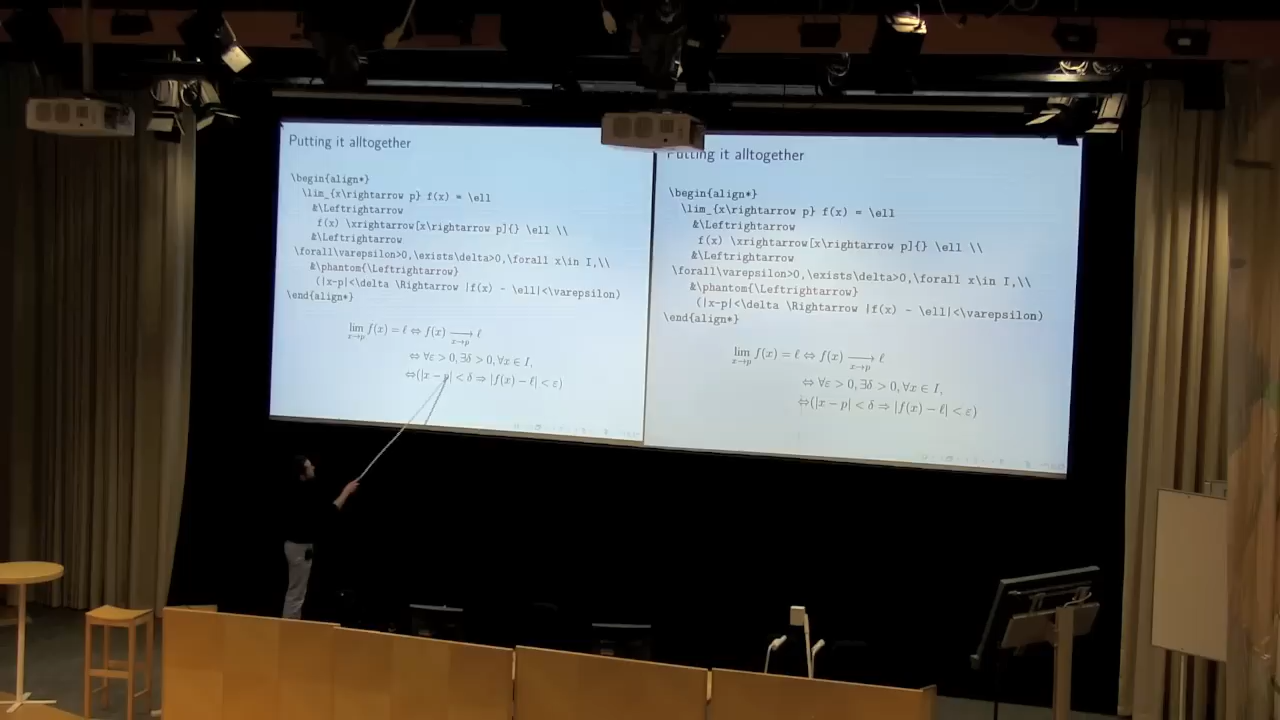 Putting it alltogether
\begin{align*}
\lim_{x\rightarrow p} f(x) = \ell
&\Leftrightarrow
f(x) \xrightarrow[x\rightarrow p]{} \ell \\
&\Leftrightarrow
\forall\varepsilon>0,\exists\delta>0,\forall x\in I,\\
&\phantom{\Leftrightarrow}
(|x-p|<\delta \Rightarrow |f(x) - \ell|<\varepsilon)
\end{align*}
lim f(x) = ℓ ⇔ f(x) ⟶ ℓ
x→p x→p
⇔ ∀ε > 0, ∃δ > 0, ∀x ∈ I,
⇔(|x − p| < δ ⇒ |f(x) − ℓ| < ε)
Putting it alltogether
\begin{align*}
\lim_{x\rightarrow p} f(x) = \ell
&\Leftrightarrow
f(x) \xrightarrow[x\rightarrow p]{} \ell \\
&\Leftrightarrow
\forall\varepsilon>0,\exists\delta>0,\forall x\in I,\\
&\phantom{\Leftrightarrow}
(|x-p|<\delta \Rightarrow |f(x) - \ell|<\varepsilon)
\end{align*}
lim f(x) = ℓ ⇔ f(x) ⟶ ℓ
x→p x→p
⇔ ∀ε > 0, ∃δ > 0, ∀x ∈ I,
⇔(|x − p| < δ ⇒ |f(x) − ℓ| < ε)